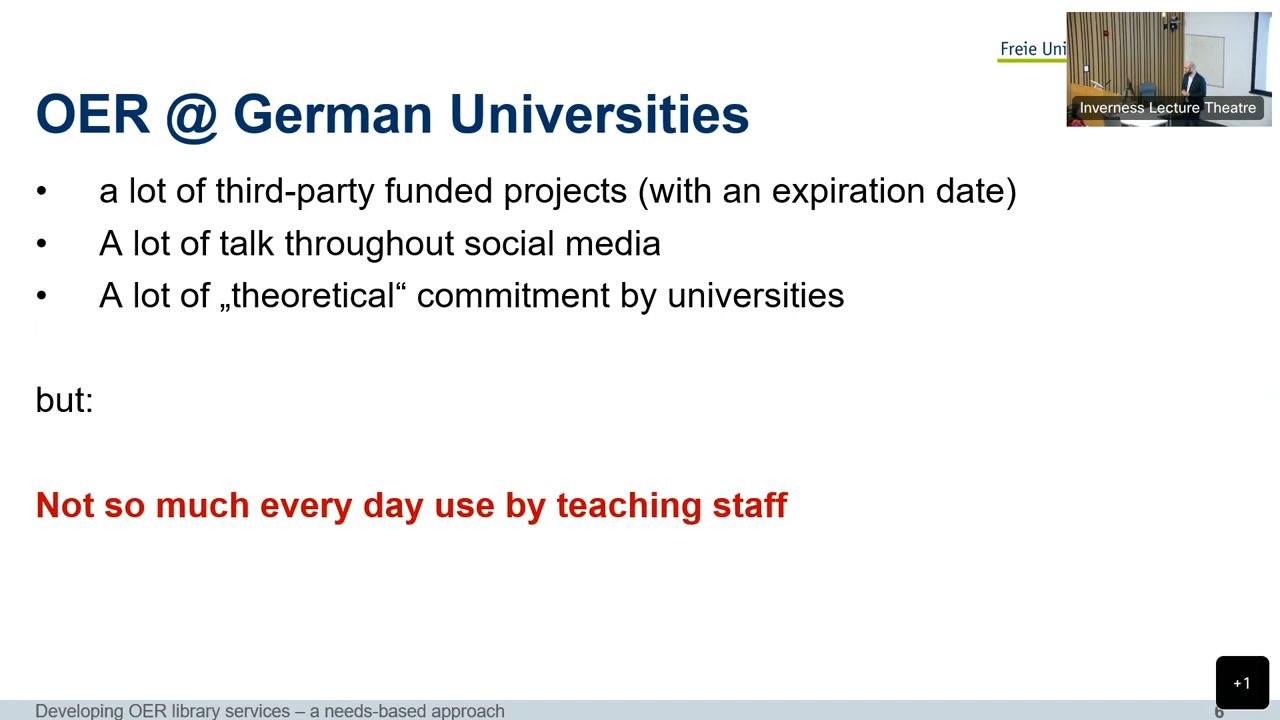 Freie Uni
Inverness Lecture Theatre
OER @ German Universities
• a lot of third-party funded projects (with an expiration date)
• A lot of talk throughout social media
• A lot of „theoretical“ commitment by universities
but:
Not so much every day use by teaching staff
+1
Developing OER library services – a needs-based approach
6